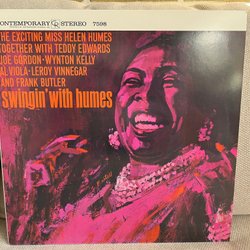 CONTEMPORARY STEREO 7598
THE EXCITING MISS HELEN HUMES
TOGETHER WITH TEDDY EDWARDS
JOE GORDON·WYNTON KELLY
AL VIOLA·LEROY VINNEGAR
AND FRANK BUTLER
swingin' with humes